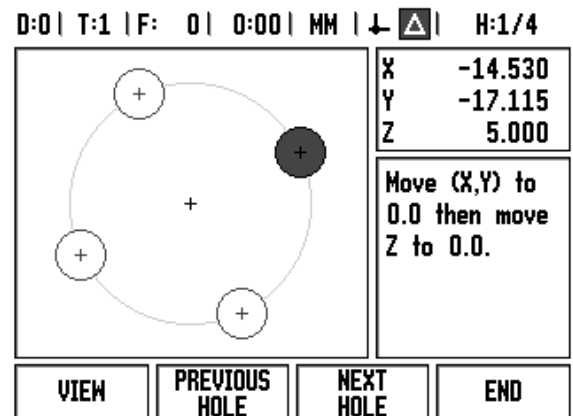 D:0| T:1 |F: 0| 0:00| MM | Δ| H:1/4
X -14.530
Y -17.115
Z 5.000
Move (X,Y) to
0.0 then move
Z to 0.0.
VIEW
PREVIOUS
HOLE
NEXT
HOLE
END